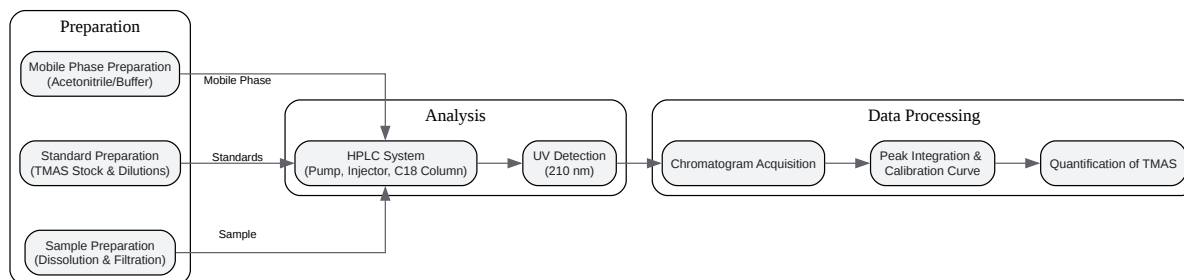 Preparation
Mobile Phase Preparation
(Acetonitrile/Buffer)
Mobile Phase
Standard Preparation
(TMAS Stock & Dilutions)
Standards
Sample Preparation
(Dissolution & Filtration)
Sample
Analysis
HPLC System
(Pump, Injector, C18 Column)
UV Detection
(210 nm)
Data Processing
Chromatogram Acquisition
Peak Integration &
Calibration Curve
Quantification of TMAS